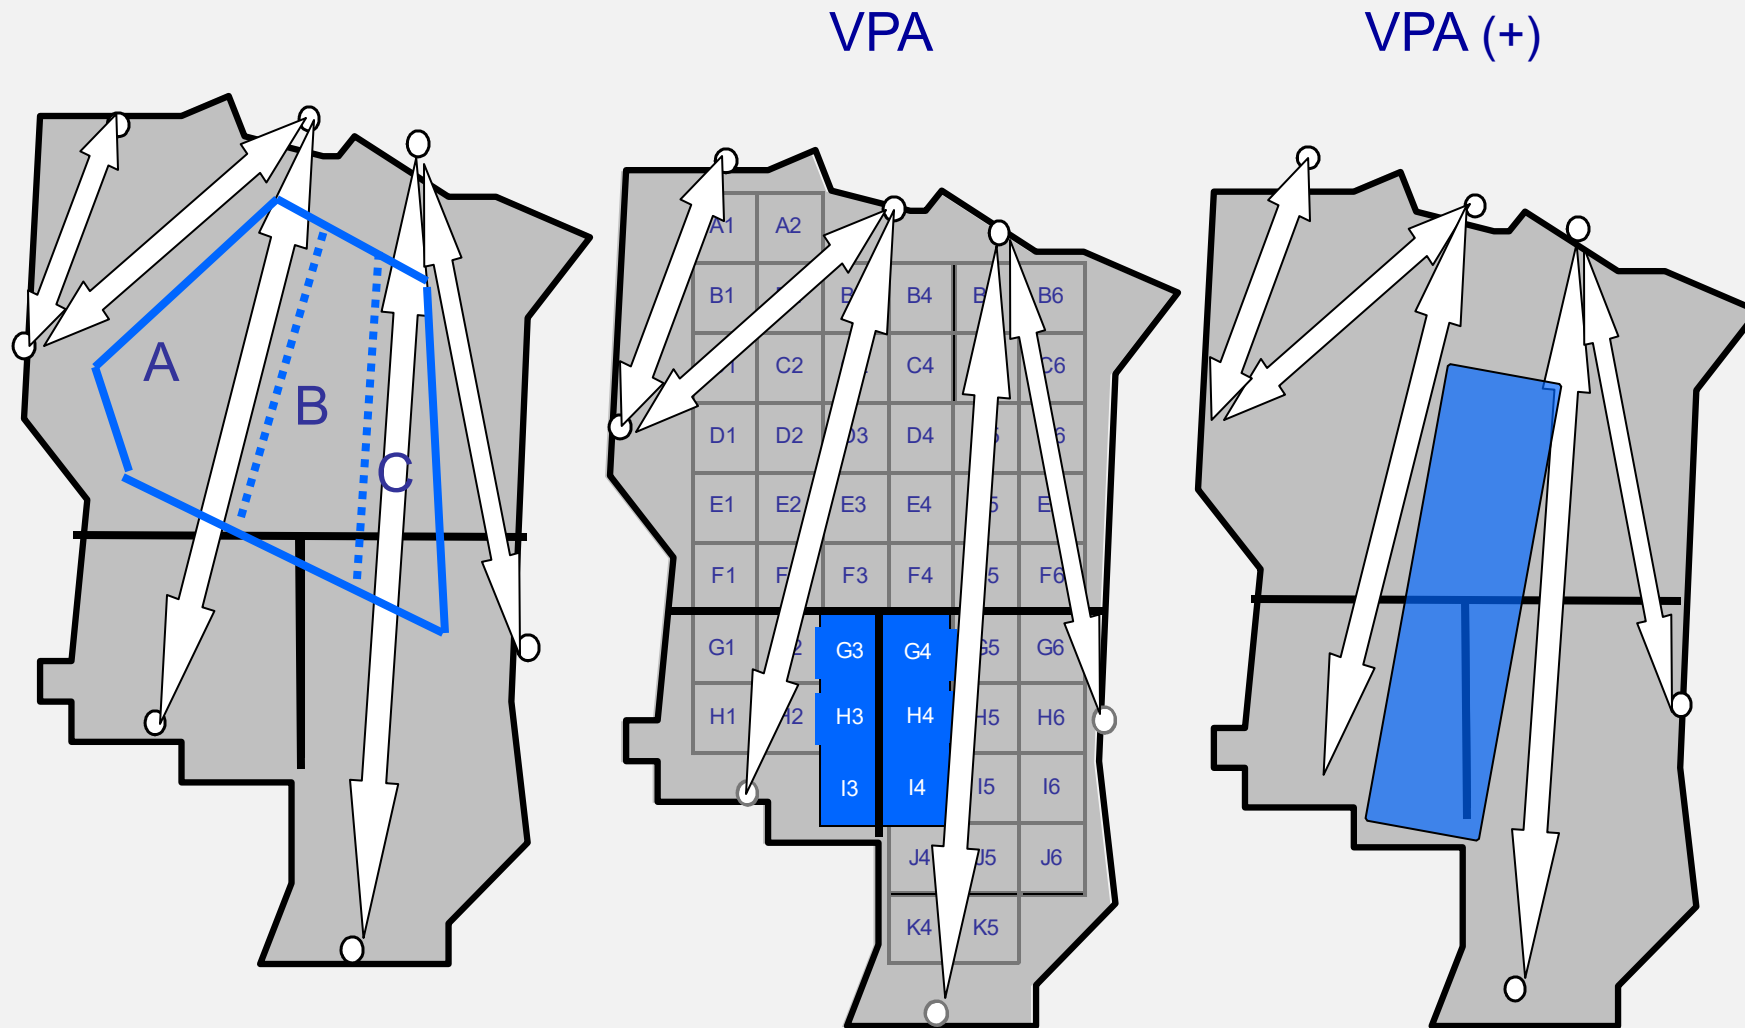 VPA
VPA (+)
A
B
C
A1 A2
B1 B4 B6
C2 C4 C6
D1 D2 D3 D4
E1 E2 E3 E4
F1 F3 F4 F6
G1 G3 G4 G5 G6
H1 H2 H3 H4 H5 H6
I3 I4 I5 I6
J4 J5 J6
K4 K5